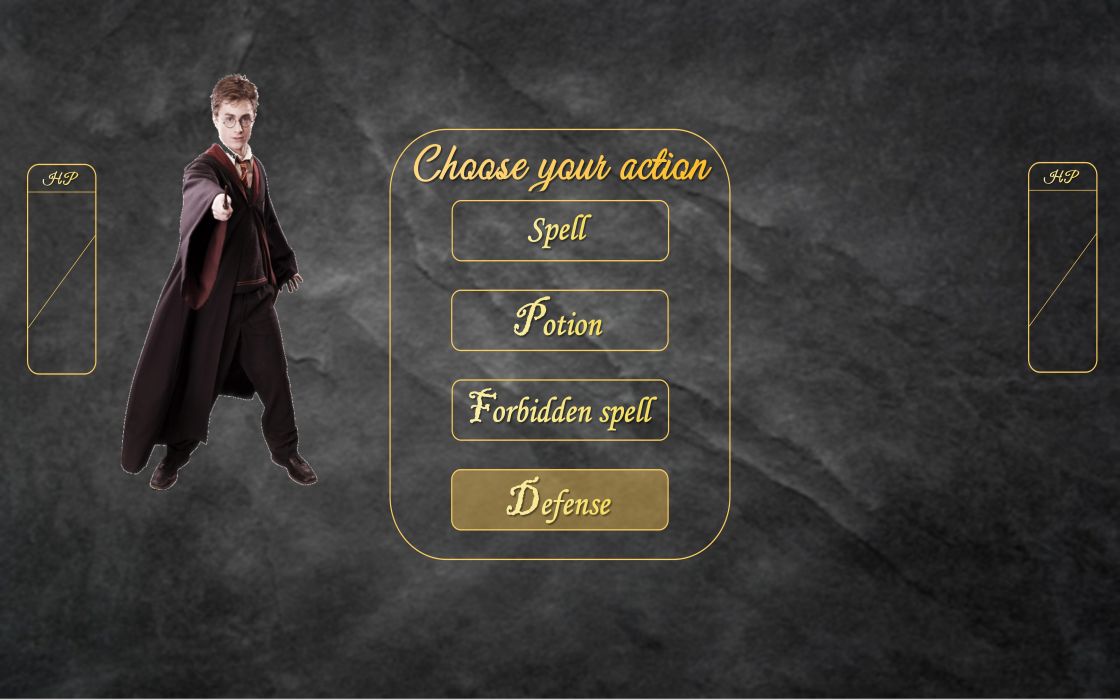 Choose your action
HP
HP
Spell
Potion
Forbidden spell
Defense